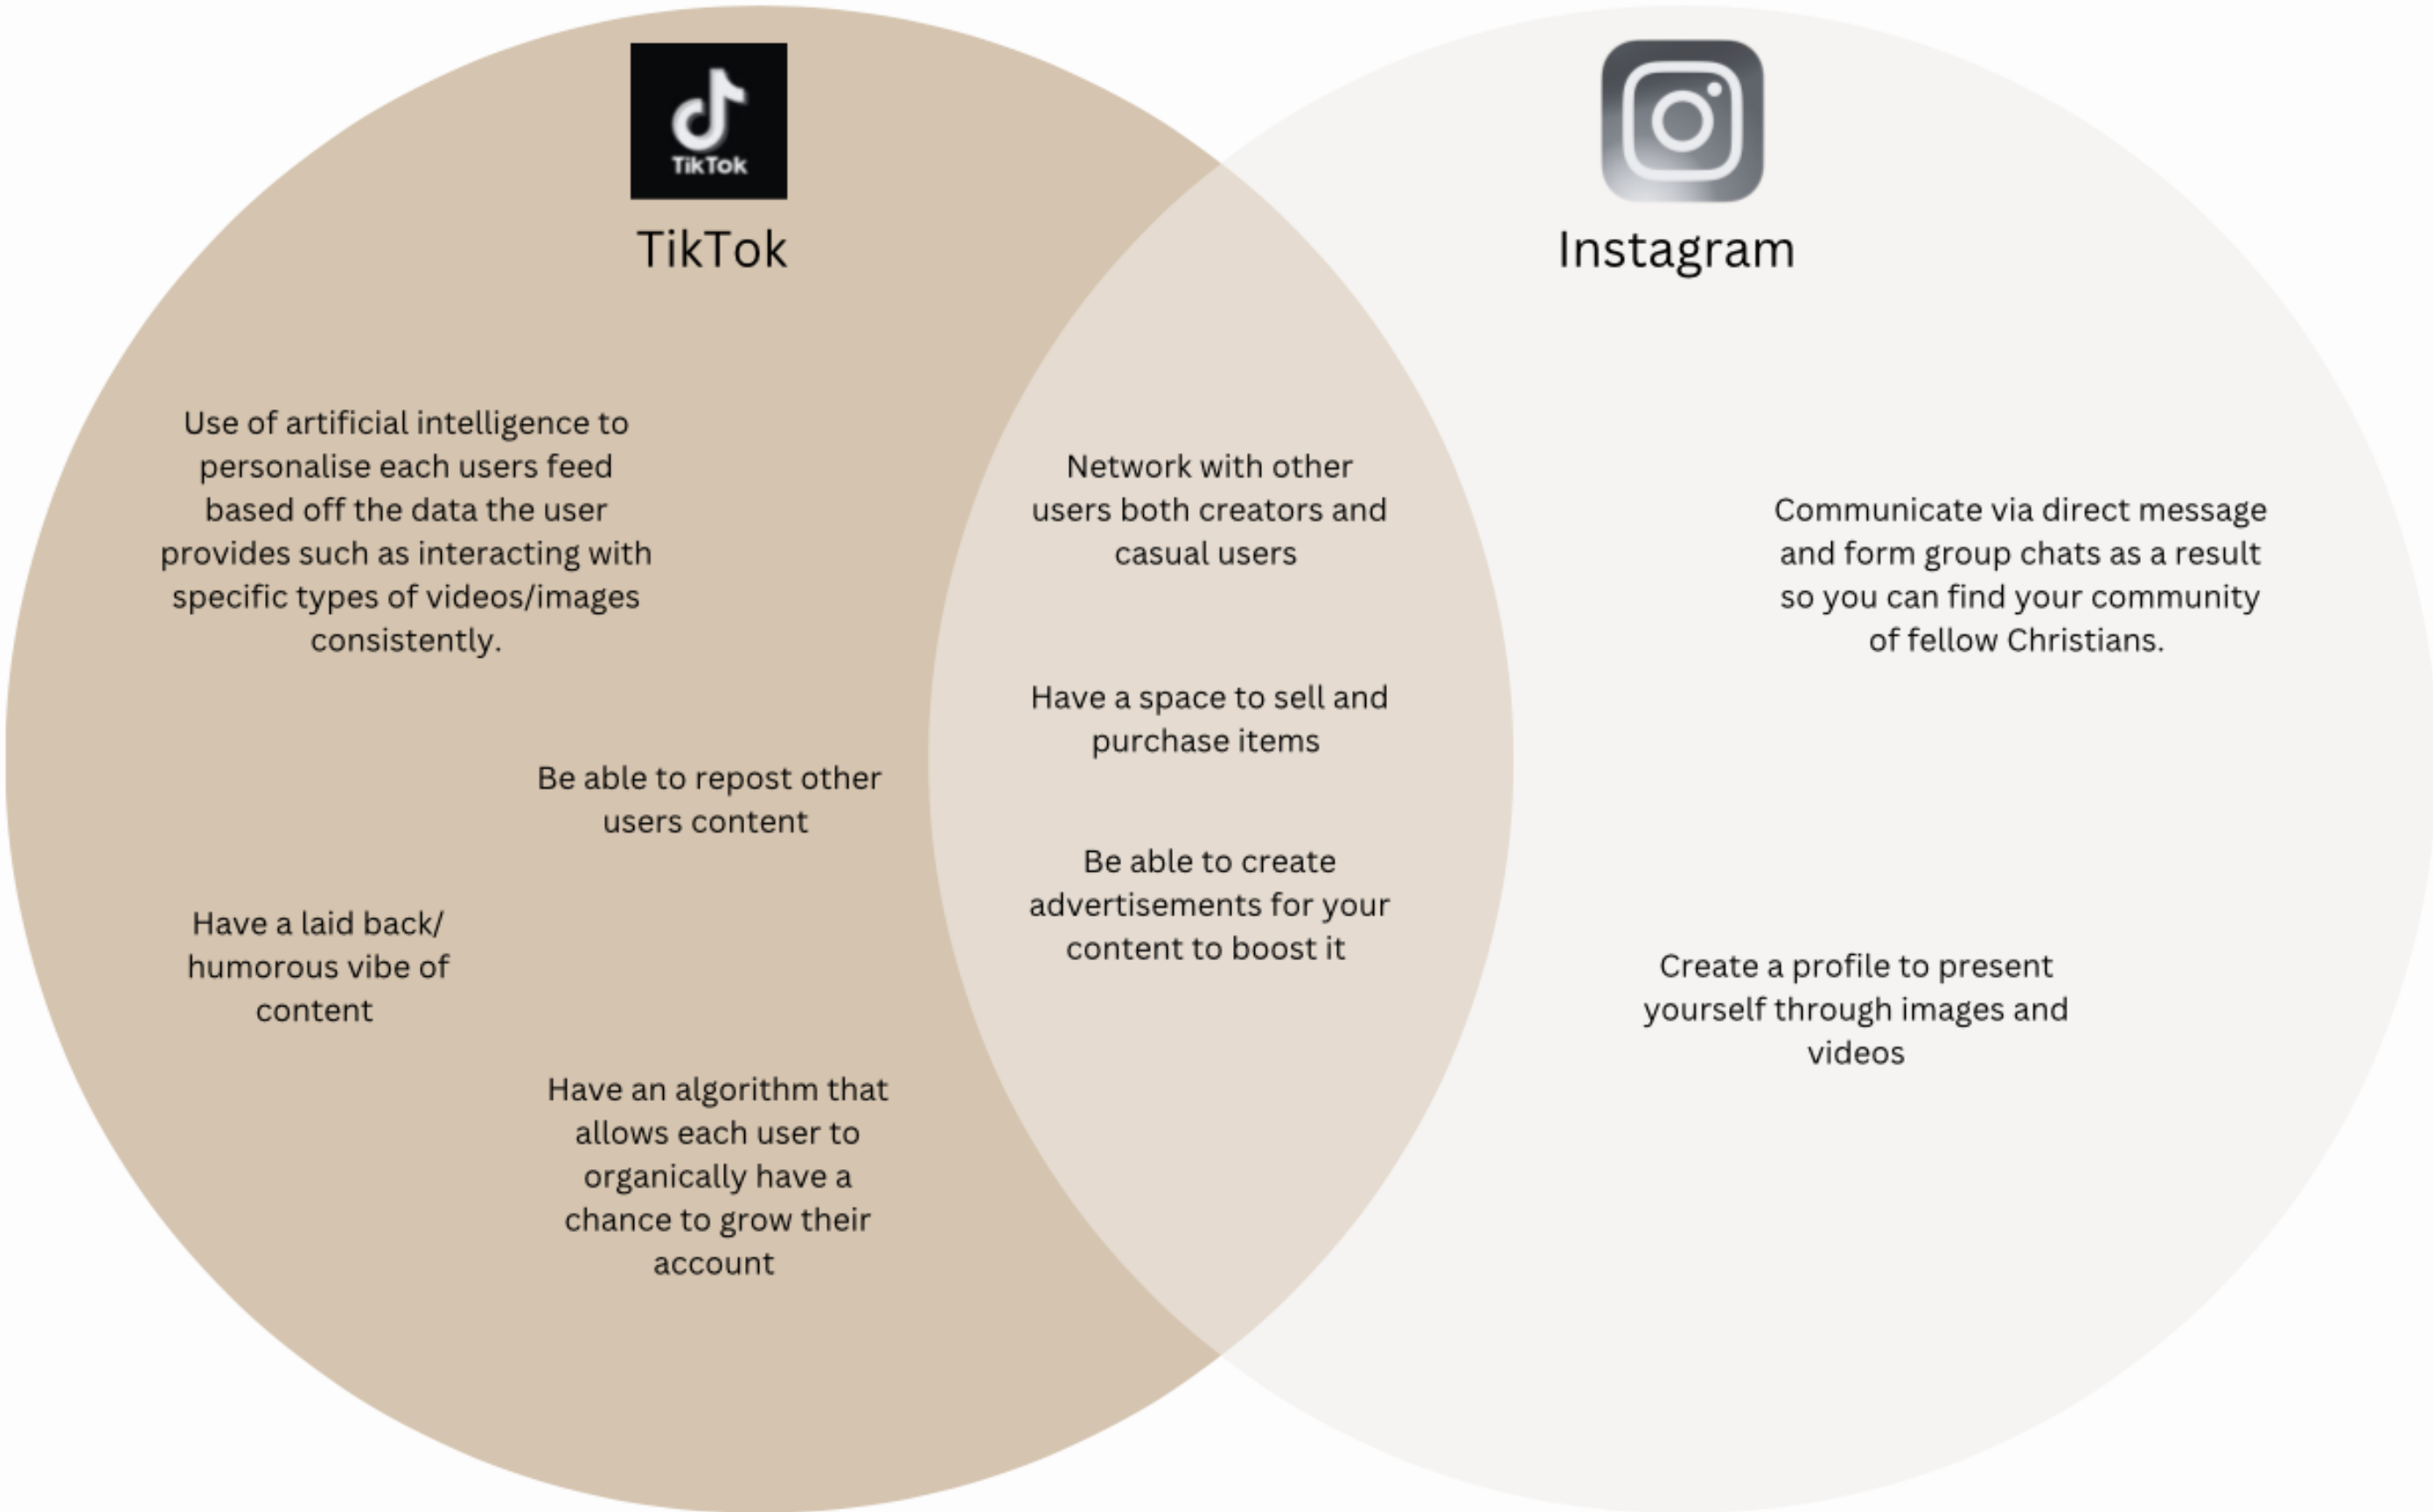 TikTok
TikTok
Use of artificial intelligence to
personalise each users feed
based off the data the user
provides such as interacting with
specific types of videos/images
consistently.
Be able to repost other
users content
Have a laid back/
humorous vibe of
content
Have an algorithm that
allows each user to
organically have a
chance to grow their
account
Network with other
users both creators and
casual users
Have a space to sell and
purchase items
Be able to create
advertisements for your
content to boost it
Instagram
Communicate via direct message
and form group chats as a result
so you can find your community
of fellow Christians.
Create a profile to present
yourself through images and
videos